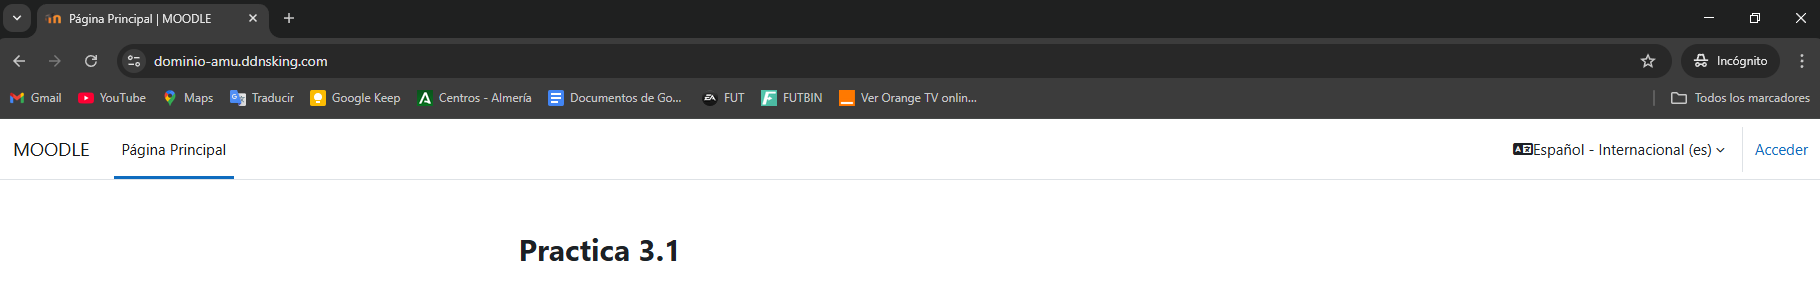 Página Principal | MOODLE
dominio-amu.ddnsking.com
Incógnito
Gmail YouTube Maps Traducir Google Keep Centros - Almería Documentos de Go... FUT FUTBIN Ver Orange TV onlin... Todos los marcadores
MOODLE Página Principal Español - Internacional (es) Acceder
Practica 3.1